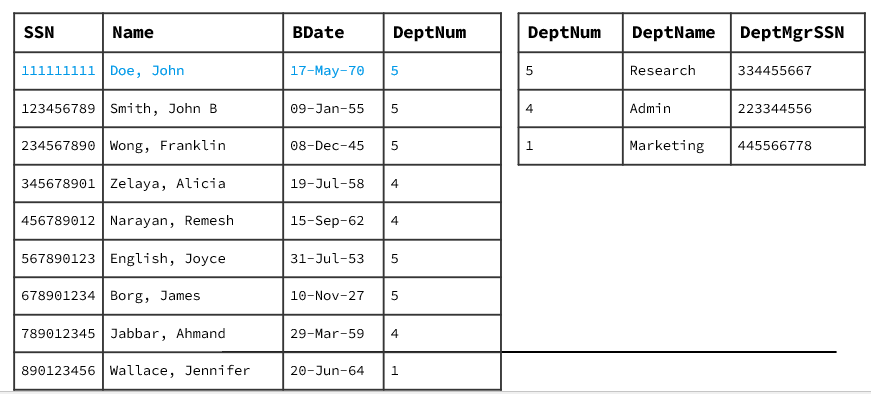 SSN Name BDate DeptNum
111111111 Doe, John 17-May-70 5
123456789 Smith, John B 09-Jan-55 5
234567890 Wong, Franklin 08-Dec-45 5
345678901 Zelaya, Alicia 19-Jul-58 4
456789012 Narayan, Remesh 15-Sep-62 4
567890123 English, Joyce 31-Jul-53 5
678901234 Borg, James 10-Nov-27 5
789012345 Jabbar, Ahmand 29-Mar-59 4
890123456 Wallace, Jennifer 20-Jun-64 1
DeptNum DeptName DeptMgrSSN
5 Research 334455667
4 Admin 223344556
1 Marketing 445566778